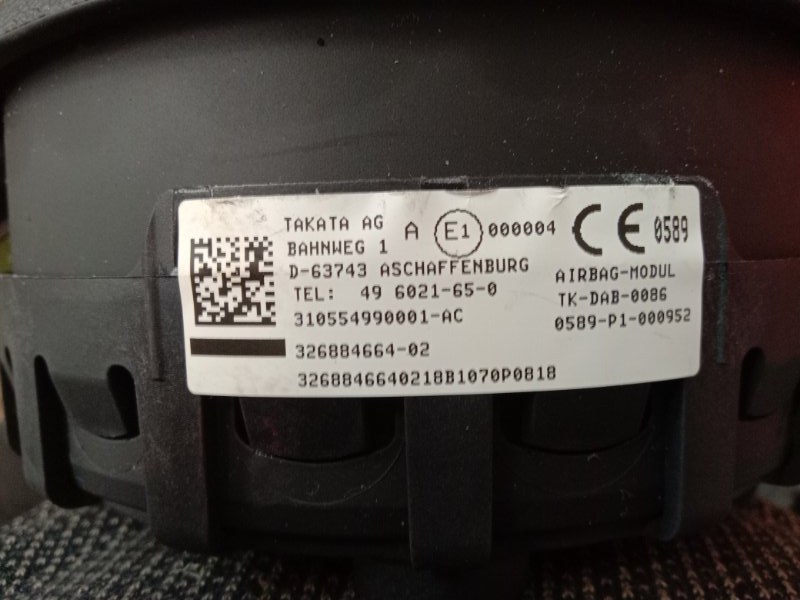 TAKATA AG
BAHNWEG 1
D-63743 ASCHAFFENBURG
TEL: 49 6021-65-0
310554990001-AC
326884664-02
3268846640218B1070P0818
A E1 000004
CE 0589
AIRBAG-MODUL
TK-DAB-0086
0589-P1-000952